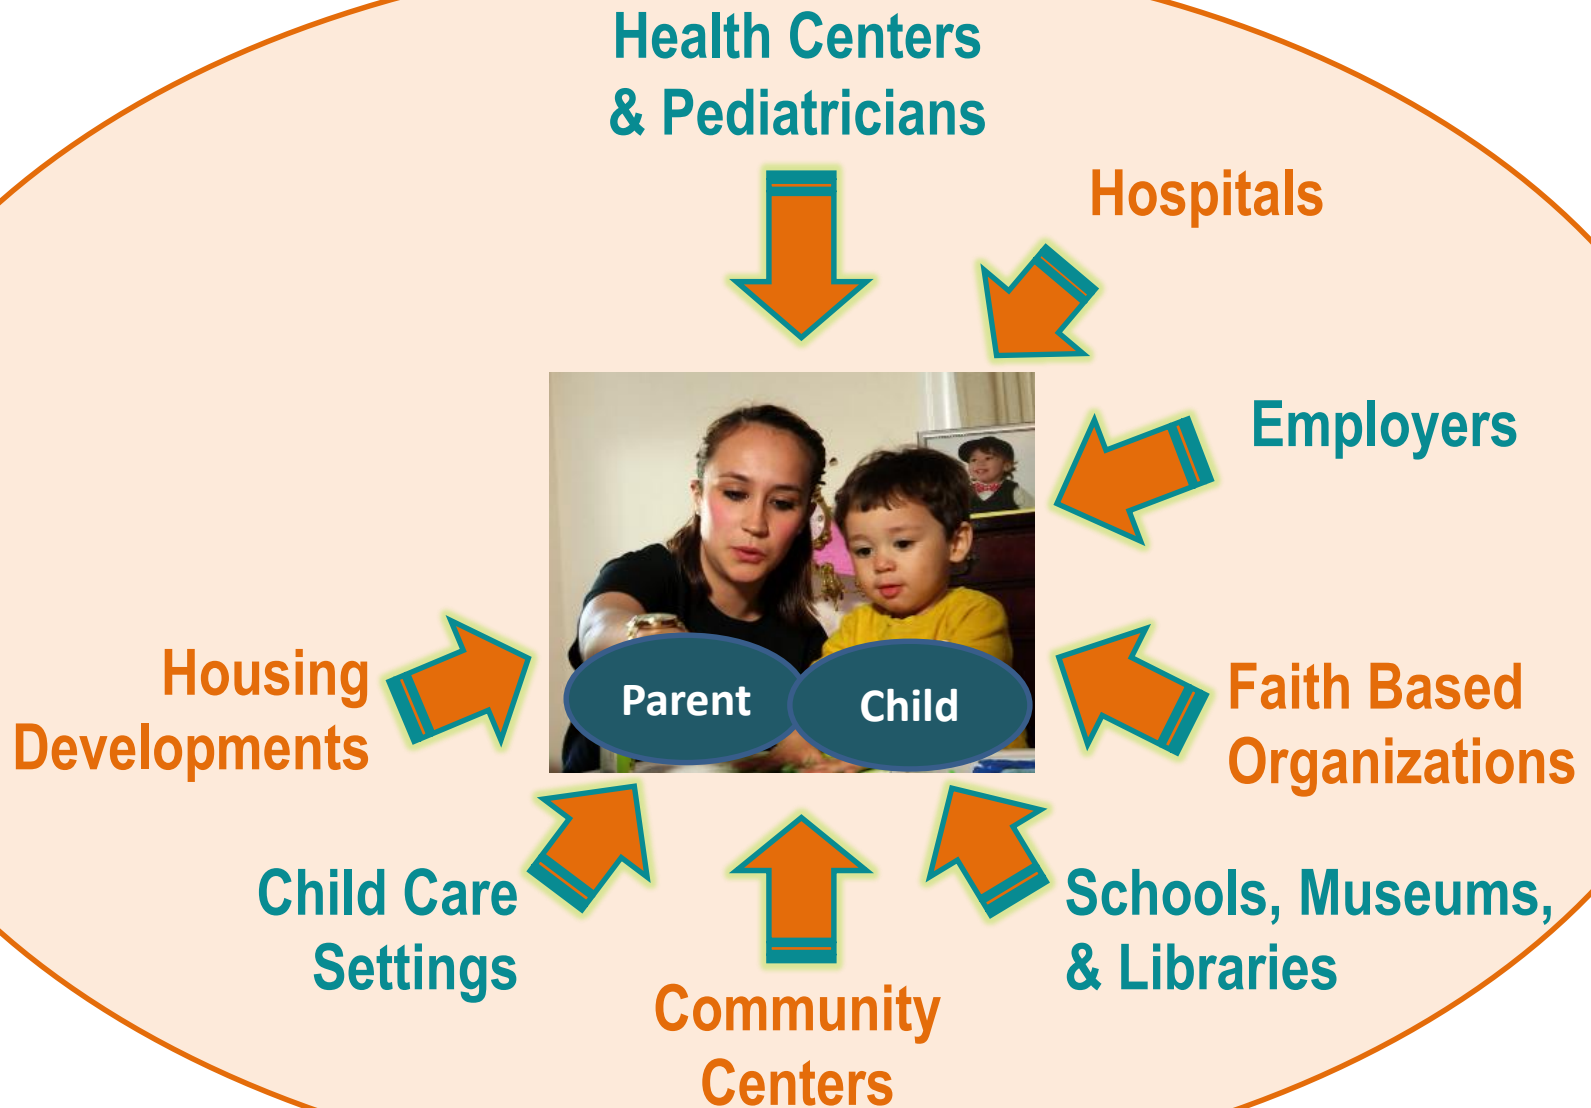 Health Centers
& Pediatricians
Hospitals
Employers
Housing
Developments
Parent
Child
Faith Based
Organizations
Child Care
Settings
Schools, Museums,
& Libraries
Community
Centers